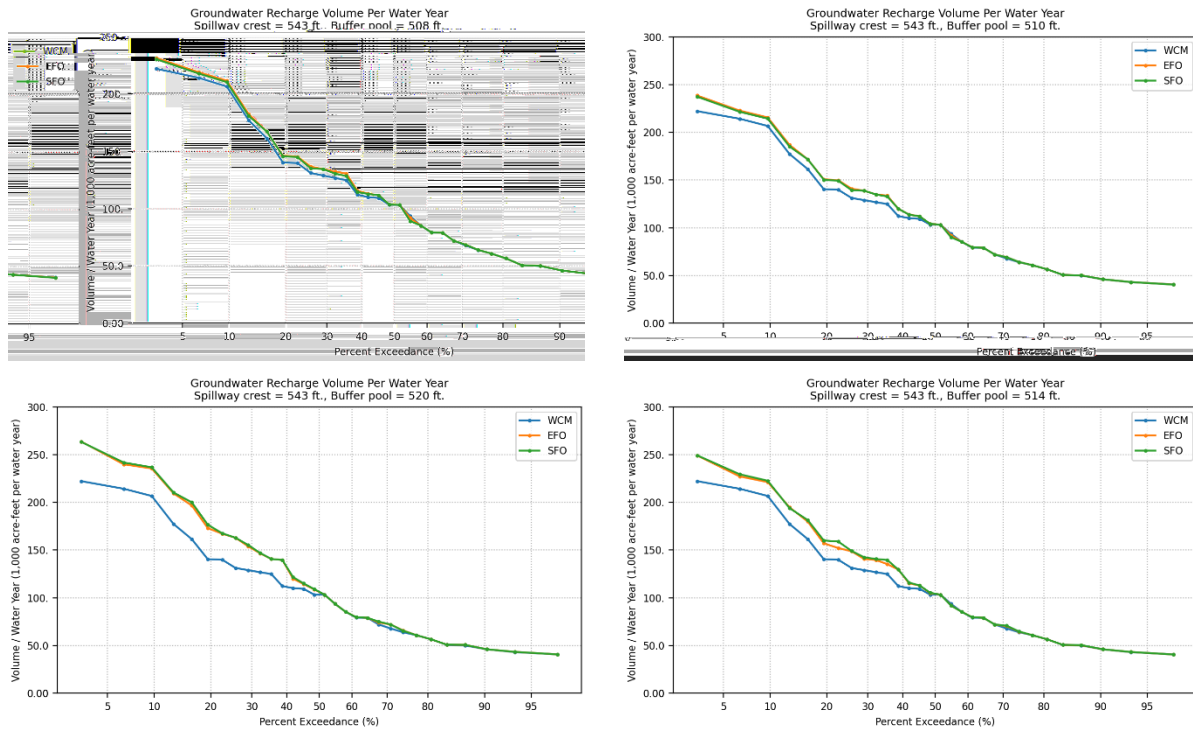 Groundwater Recharge Volume Per Water Year
Spillway crest = 543 ft., Buffer pool = 508 ft.
WCM
EFO
SFO
Volume / Water Year (1,000 acre-feet per water year)
200.
100.
50.0
0.00
95
5
10
20
30
40
50
60
70
80
90
Percent Exceedance (%)
Groundwater Recharge Volume Per Water Year
Spillway crest = 543 ft., Buffer pool = 510 ft.
WCM
EFO
SFO
Volume / Water Year (1,000 acre-feet per water year)
300.
250.
200.
150.
100.
50.0
0.00
5
10
20
30
40
50
60
70
80
90
95
Percent Exceedance (%)
Groundwater Recharge Volume Per Water Year
Spillway crest = 543 ft., Buffer pool = 520 ft.
WCM
EFO
SFO
Volume / Water Year (1,000 acre-feet per water year)
300.
250.
200.
150.
100.
50.0
0.00
5
10
20
30
40
50
60
70
80
90
95
Percent Exceedance (%)
Groundwater Recharge Volume Per Water Year
Spillway crest = 543 ft., Buffer pool = 514 ft.
WCM
EFO
SFO
Volume / Water Year (1,000 acre-feet per water year)
300.
250.
200.
150.
100.
50.0
0.00
5
10
20
30
40
50
60
70
80
90
95
Percent Exceedance (%)